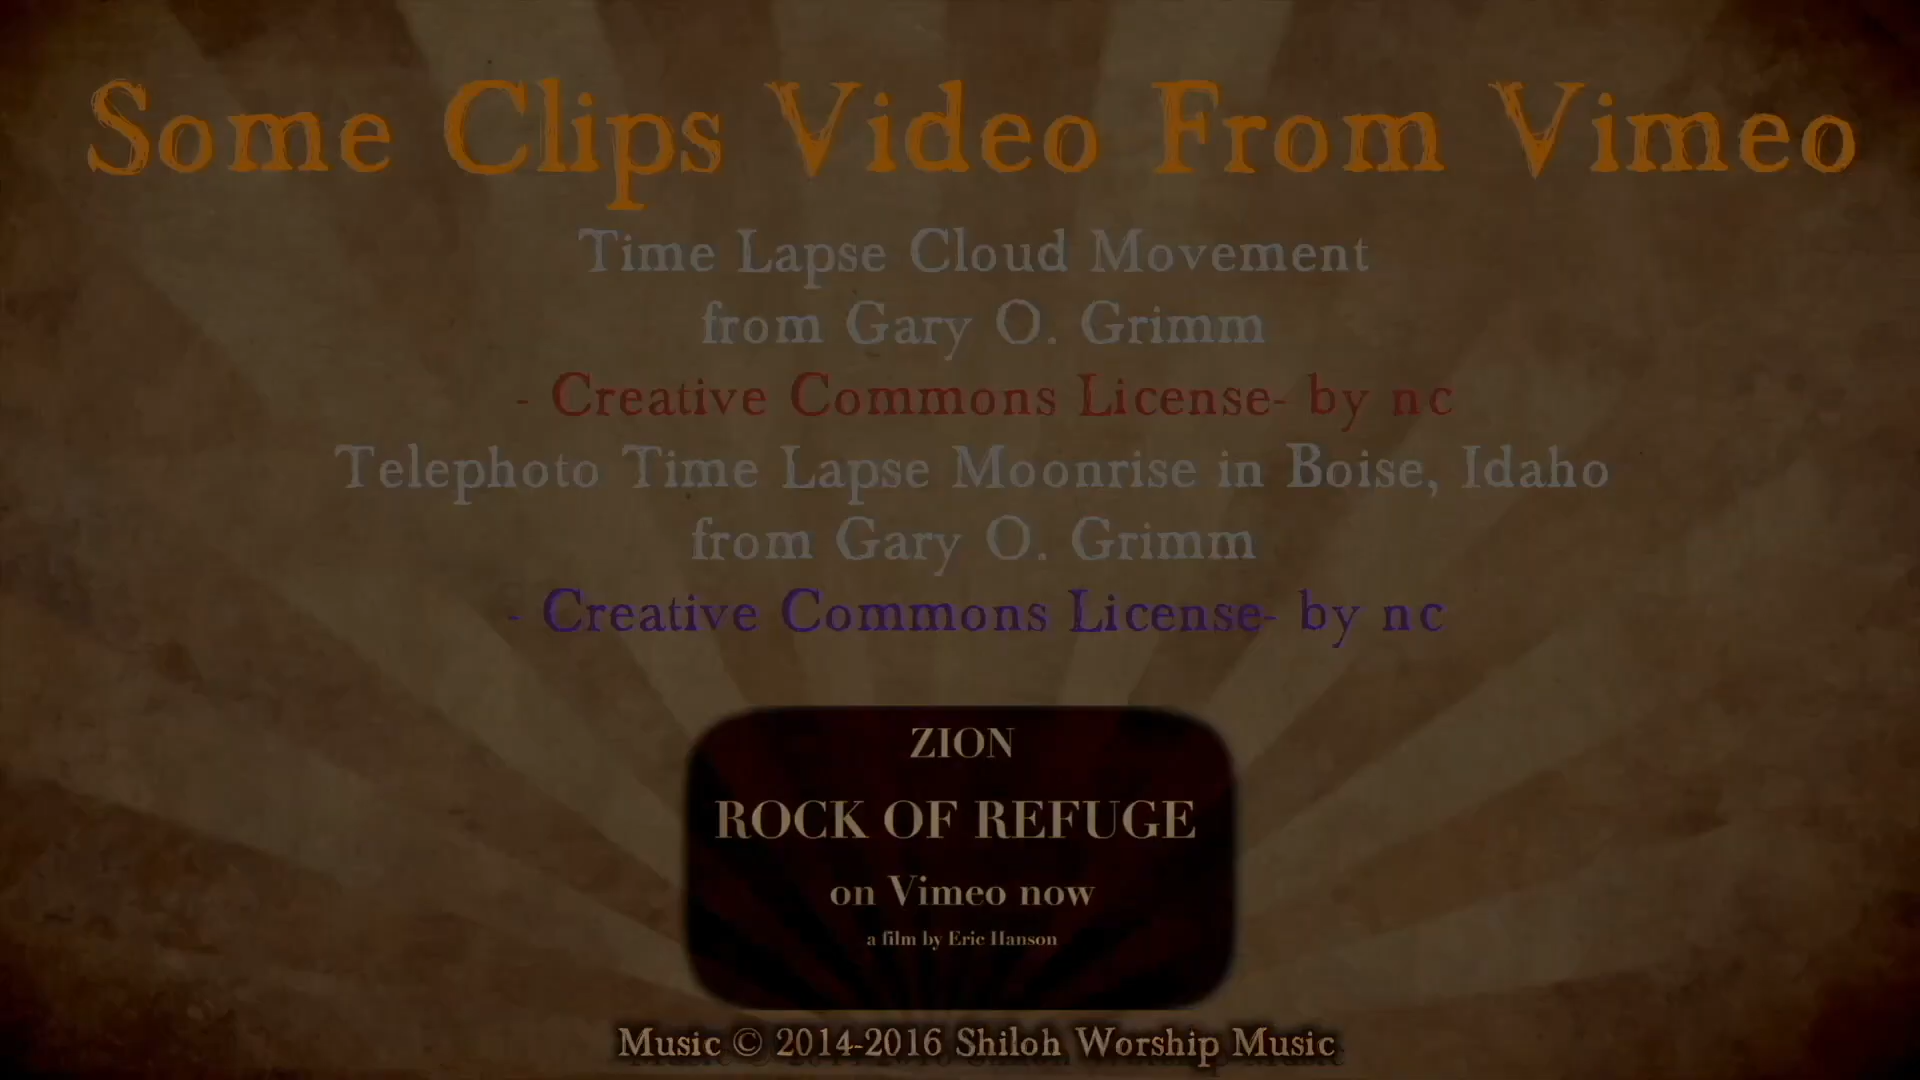 Some Clips Video From Vimeo
Time Lapse Cloud Movement
from Gary O. Grimm
- Creative Commons License- by nc
Telephoto Time Lapse Moonrise in Boise, Idaho
from Gary O. Grimm
- Creative Commons License- by nc
ZION
ROCK OF REFUGE
on Vimeo now
a film by Eric Hanson
Music © 2014-2016 Shiloh Worship Music